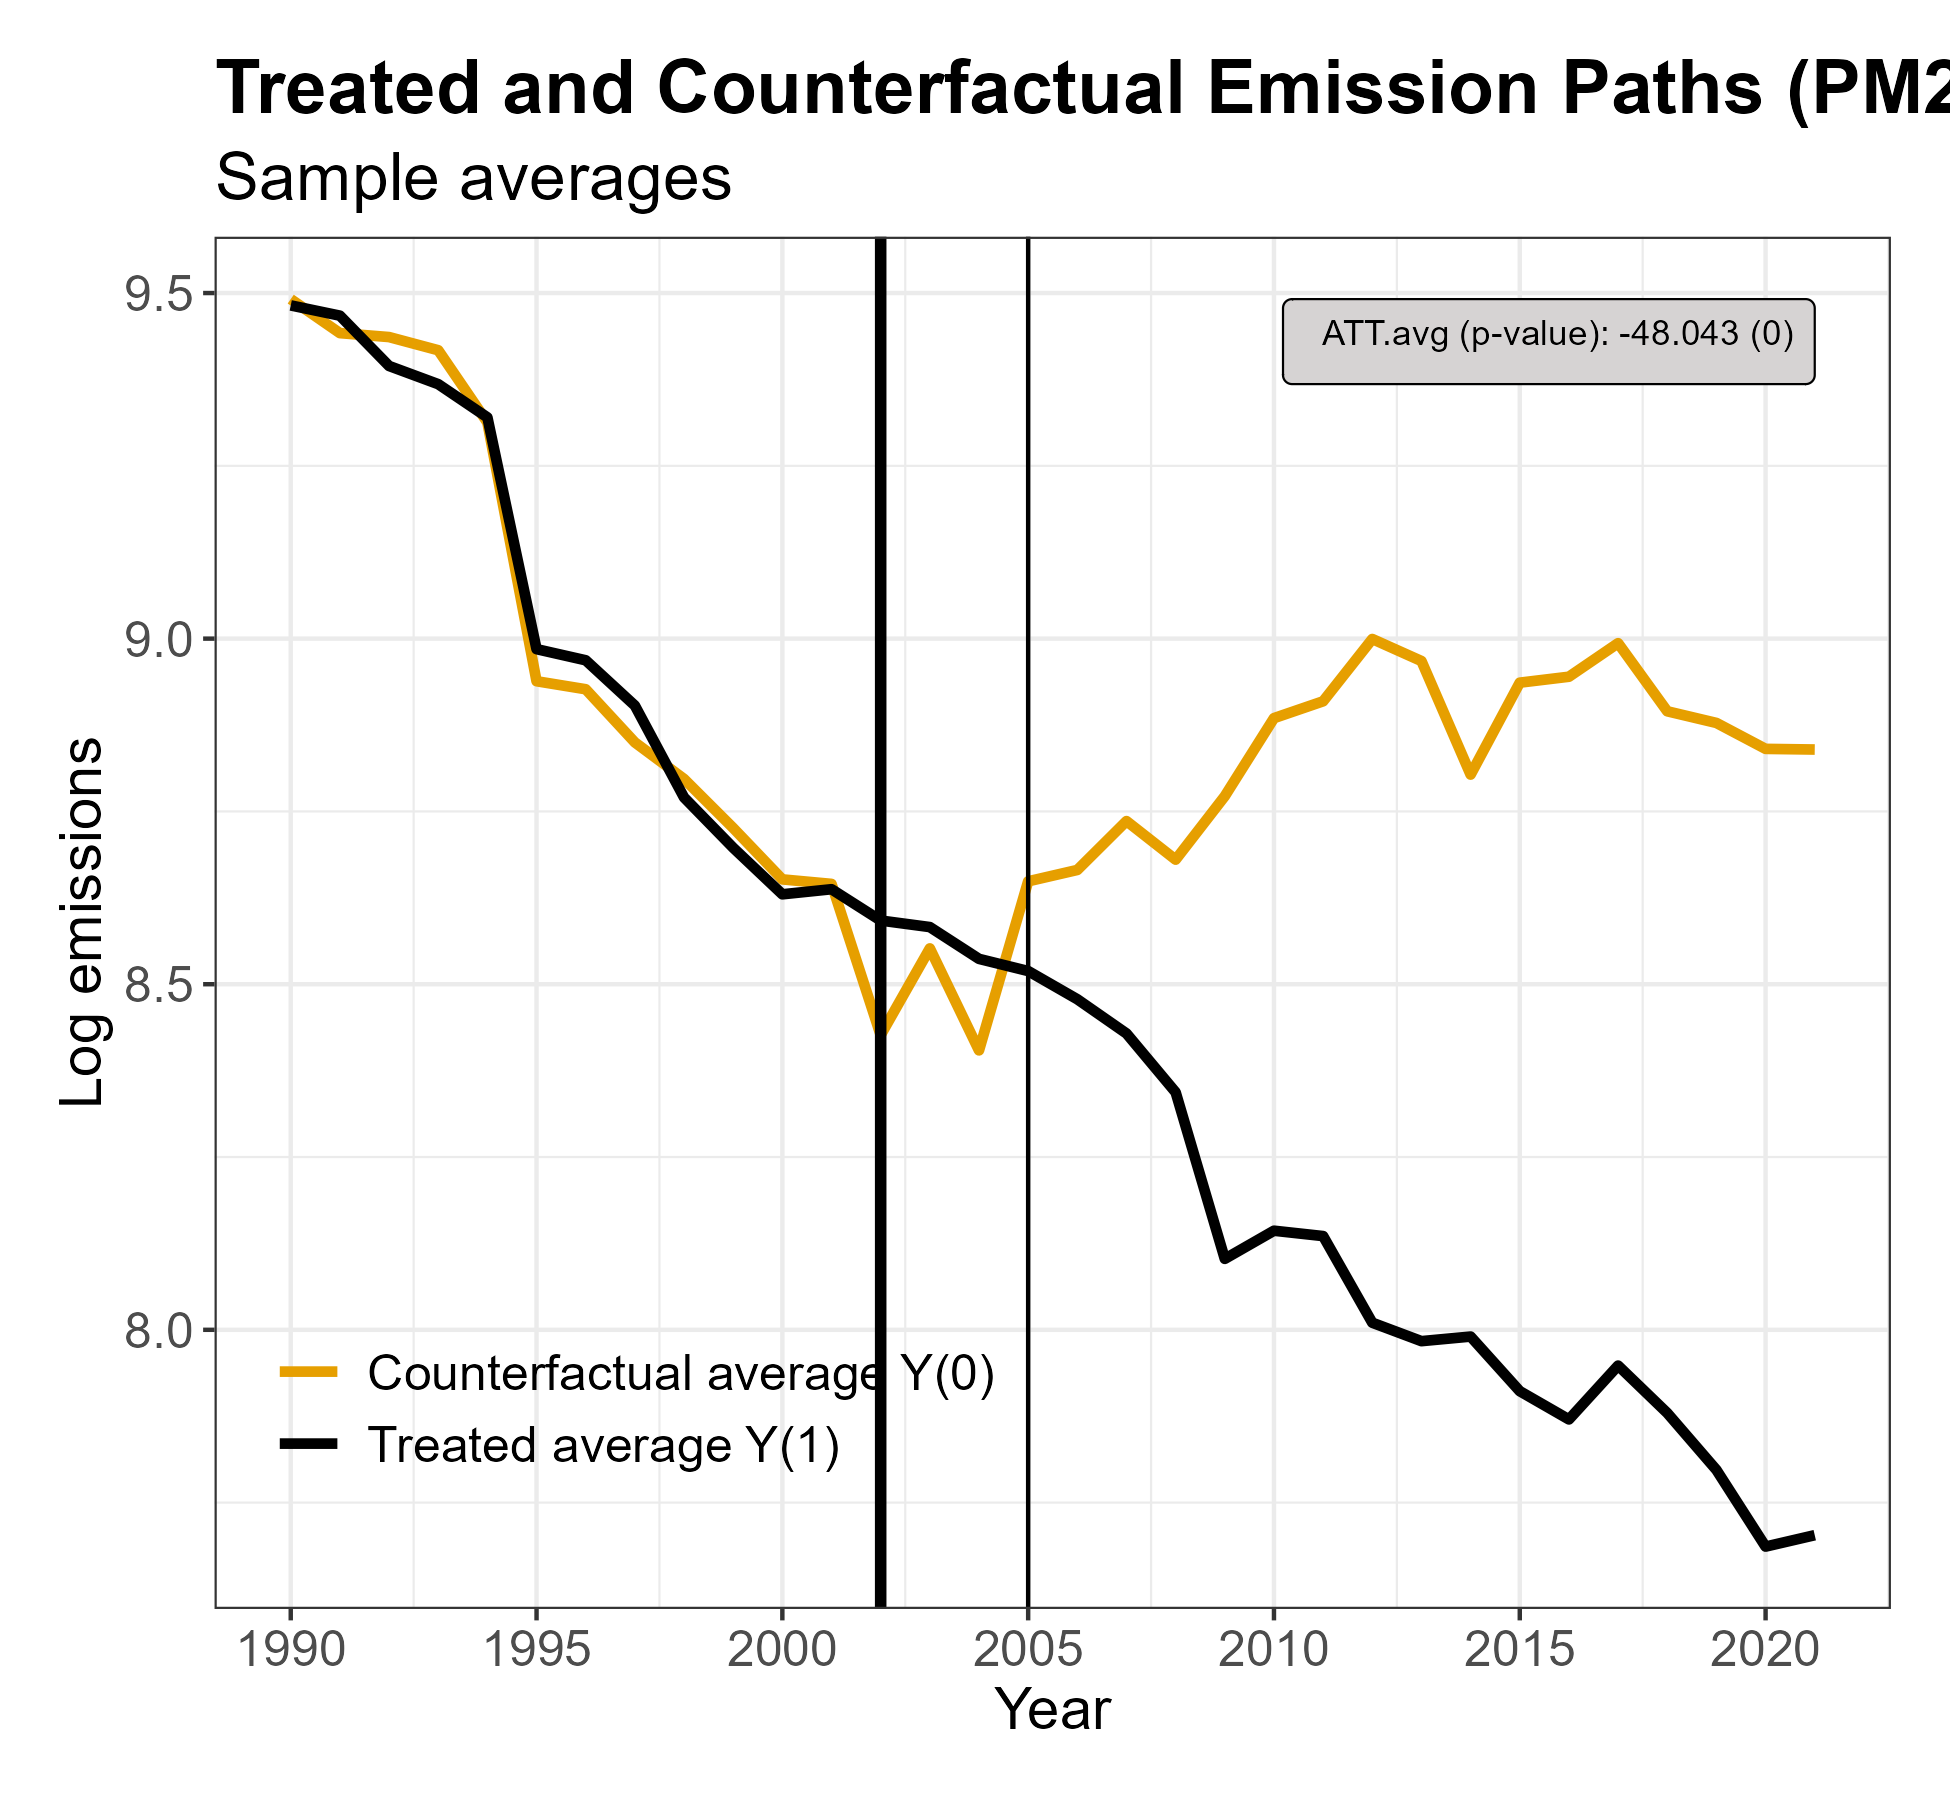 Treated and Counterfactual Emission Paths (PM2
Sample averages
ATT.avg (p-value): -48.043 (0)
9.5
9.0
8.5
8.0
Log emissions
Counterfactual average Y(0)
Treated average Y(1)
1990 1995 2000 2005 2010 2015 2020
Year